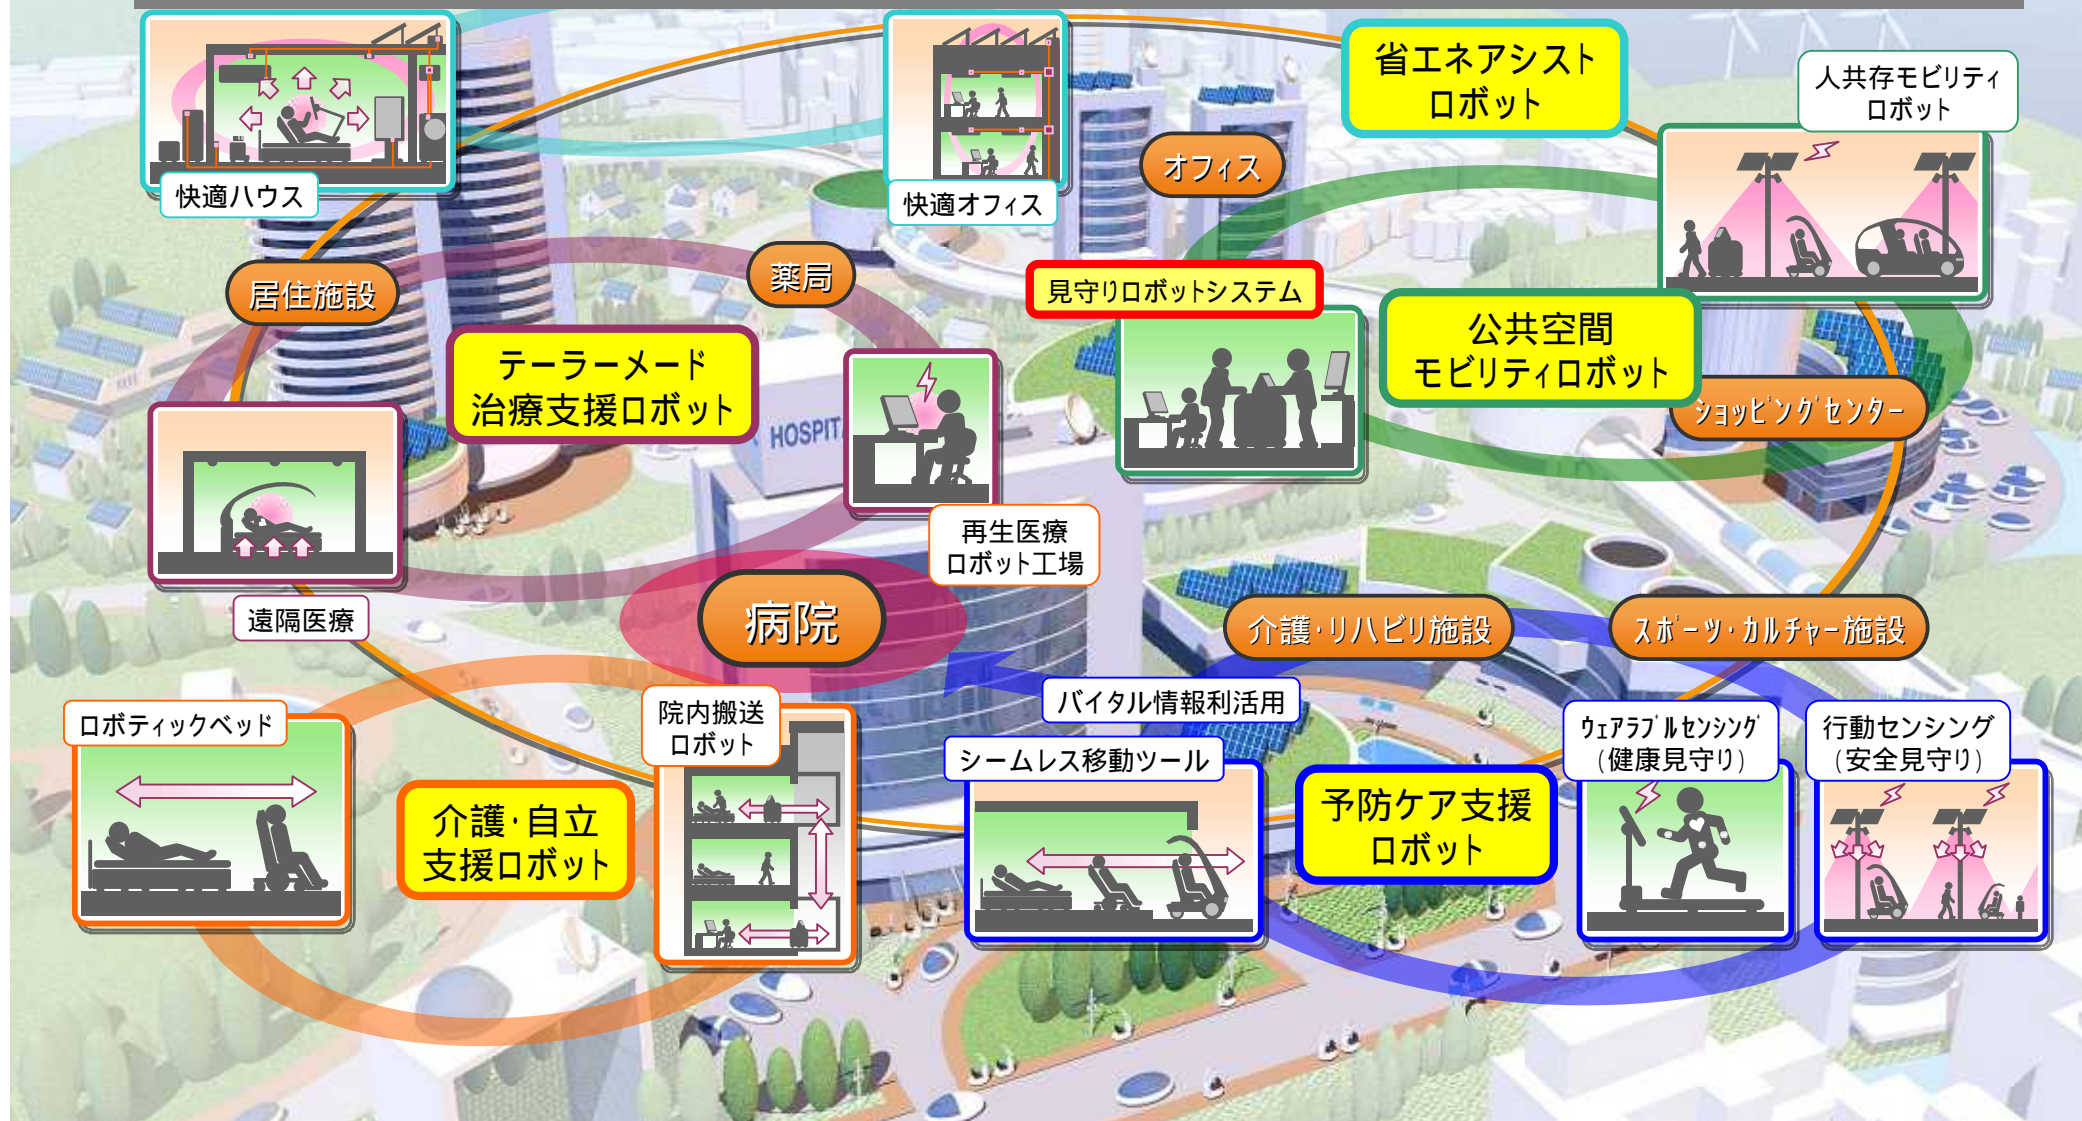 省エネアシスト
ロボット
人共存モビリティ
ロボット
オフィス
快適ハウス
快適オフィス
居住施設
薬局
見守りロボットシステム
公共空間
モビリティロボット
テーラーメード
治療支援ロボット
ショッピングセンター
HOSPIT
再生医療
ロボット工場
遠隔医療
病院
介護・リハビリ施設
スポーツ・カルチャー施設
ロボティックベッド
院内搬送
ロボット
バイタル情報利活用
シームレス移動ツール
ウェアラブルセンシング
(健康見守り)
行動センシング
(安全見守り)
介護・自立
支援ロボット
予防ケア支援
ロボット